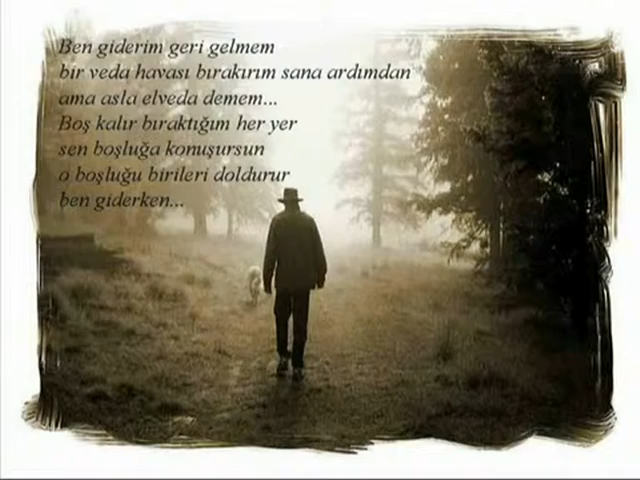 Ben giderim geri gelmem
bir veda havası bırakırım sana ardımdan
ama asla elveda demem...
Boş kalır bıraktığım her yer
sen boşluğa konuşursun
o boşluğu birileri doldurur
ben giderken...